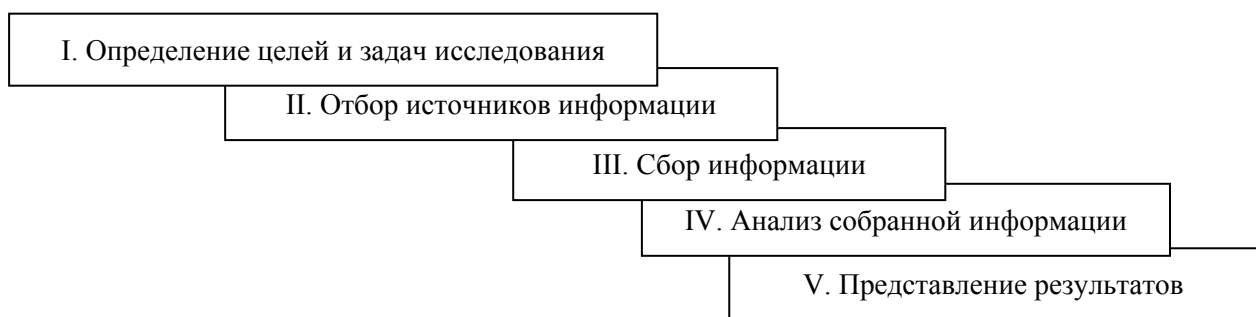 I. Определение целей и задач исследования
II. Отбор источников информации
III. Сбор информации
IV. Анализ собранной информации
V. Представление результатов